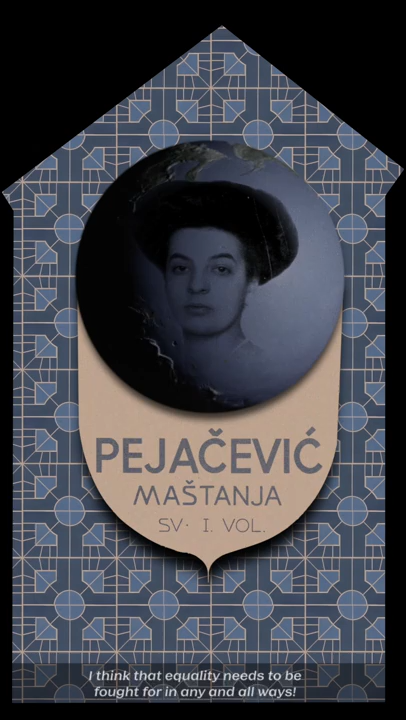 PEJAČEVIĆ
MAŠTANJA
SV· I. VOL.
I think that equality needs to be
fought for in any and all ways!